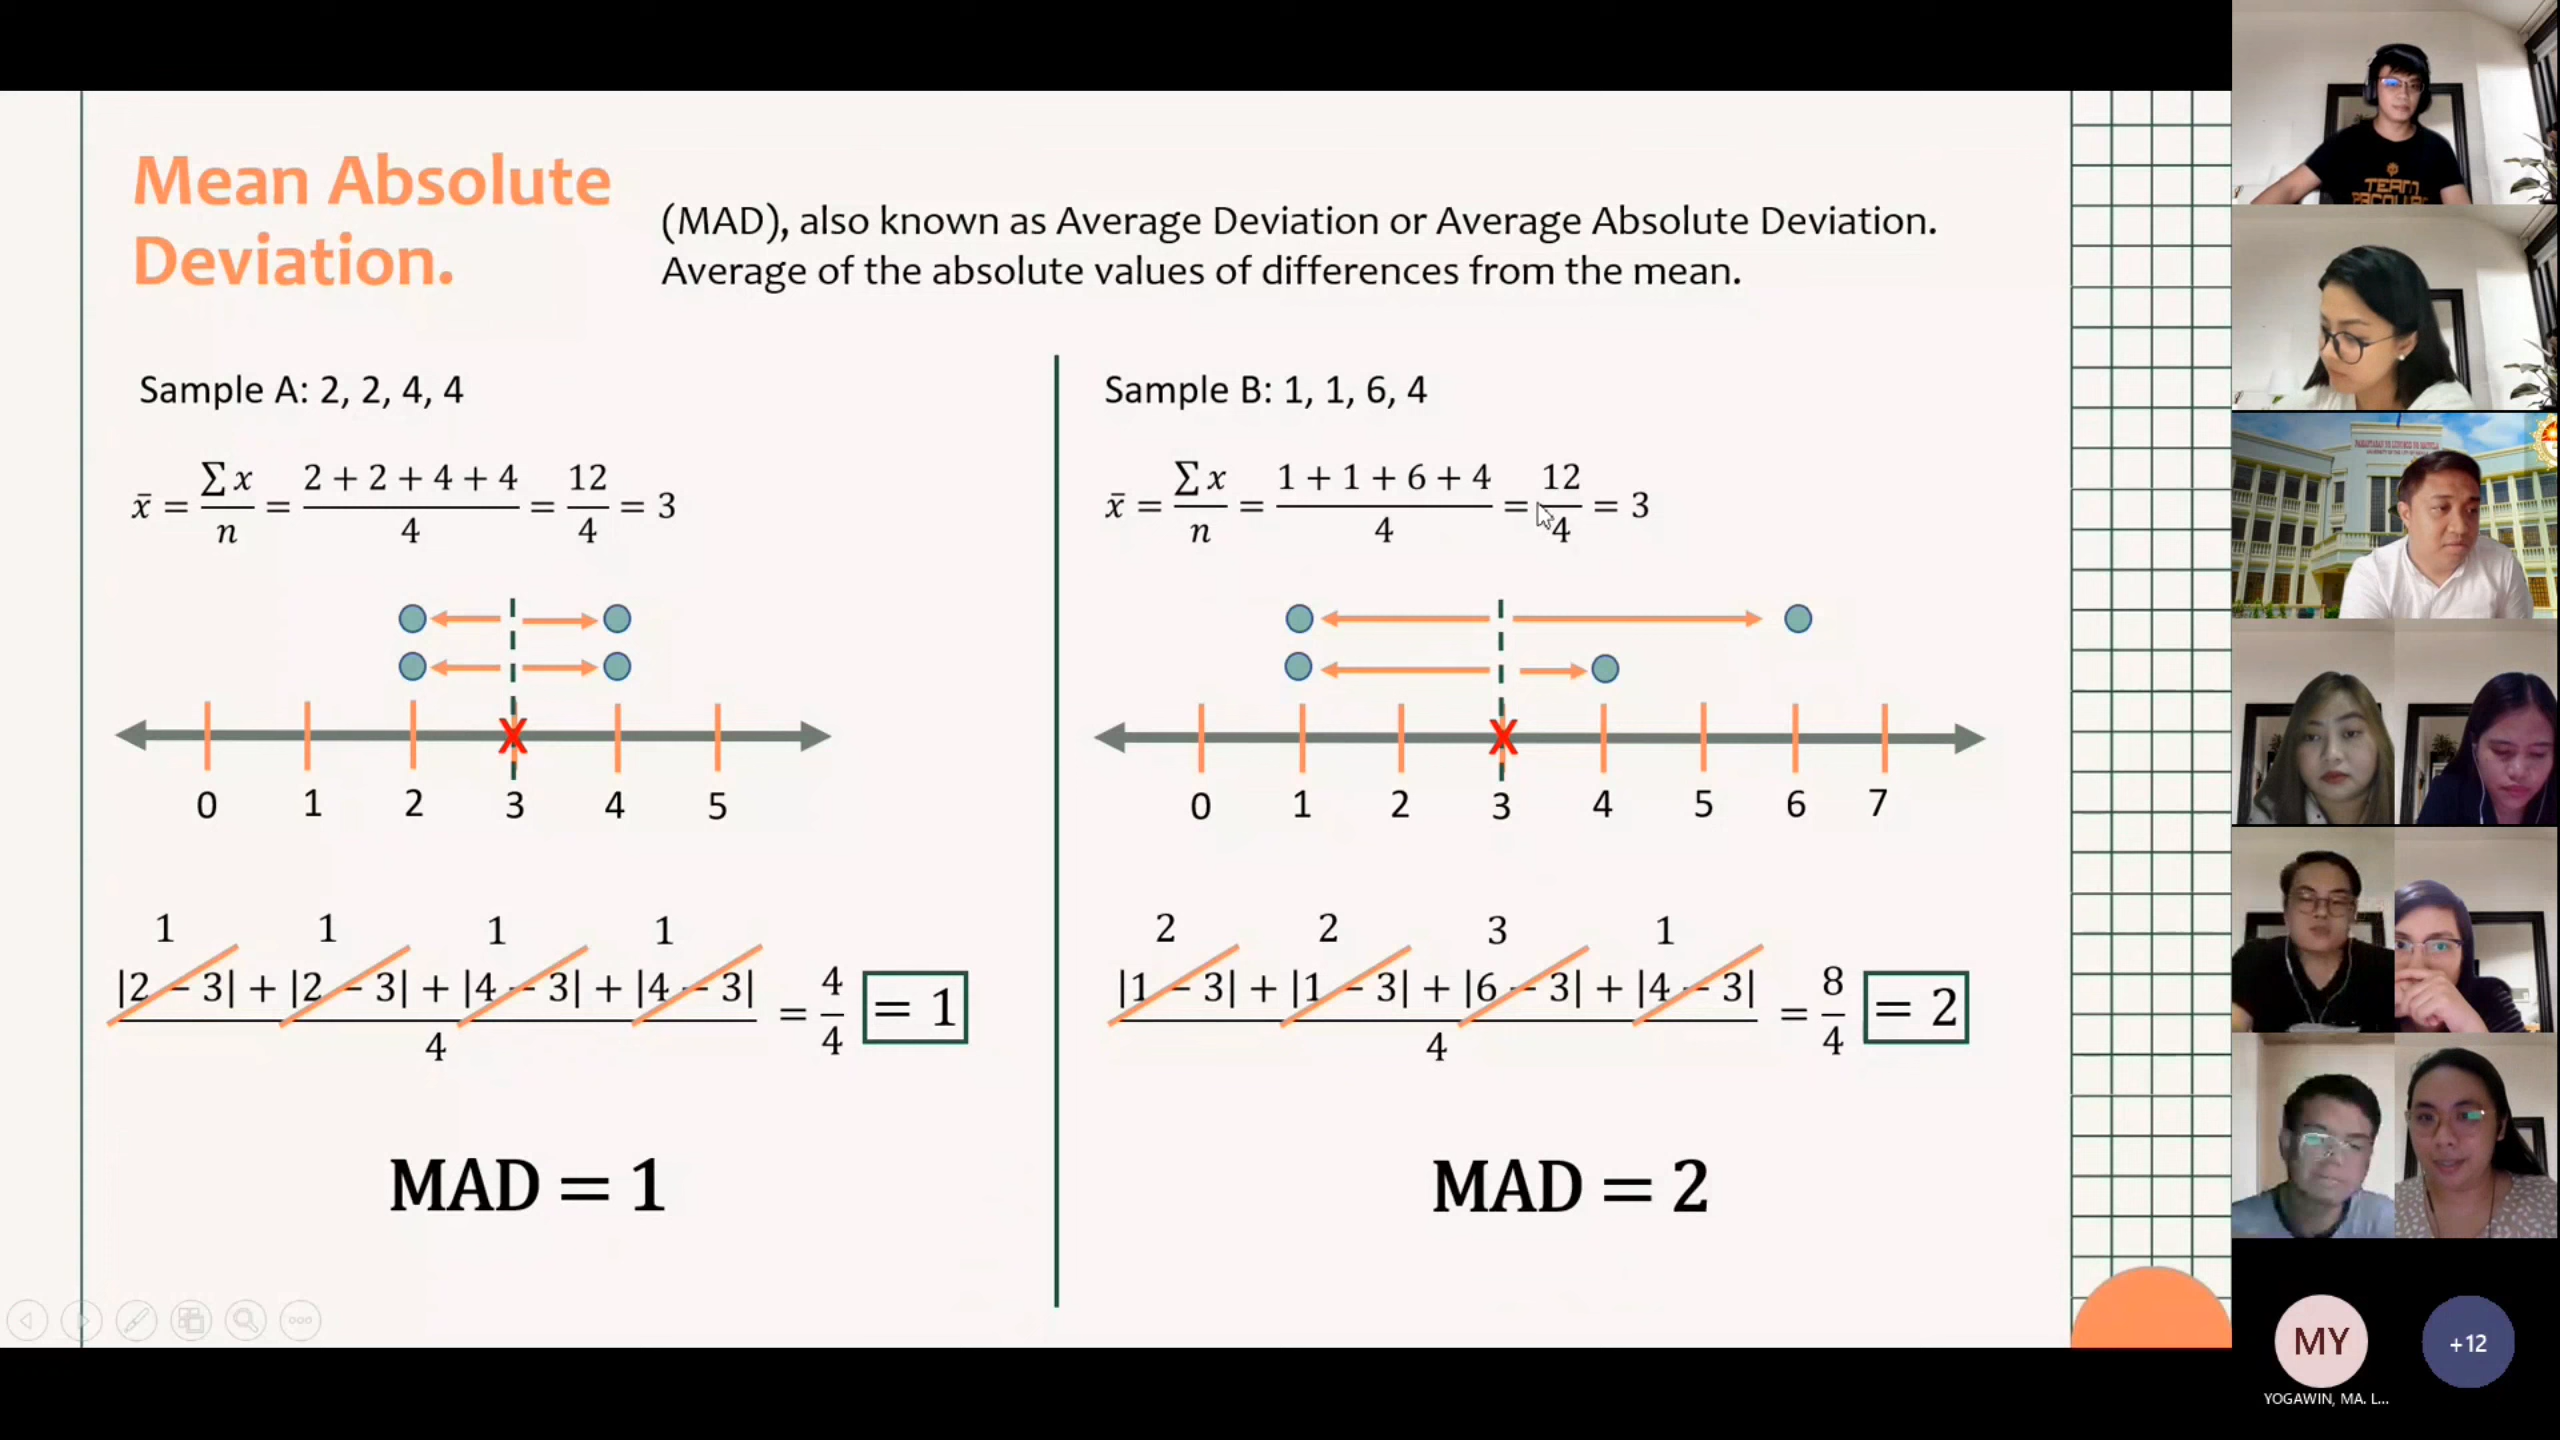 Mean Absolute
Deviation.
(MAD), also known as Average Deviation or Average Absolute Deviation.
Average of the absolute values of differences from the mean.
Sample A: 2, 2, 4, 4
x̄ = ∑ x / n = 2 + 2 + 4 + 4 / 4 = 12 / 4 = 3
X
0 1 2 3 4 5
1 1 1 1
|2 − 3| + |2 − 3| + |4 − 3| + |4 − 3| / 4 = 4 / 4 = 1
MAD = 1
Sample B: 1, 1, 6, 4
x̄ = ∑ x / n = 1 + 1 + 6 + 4 / 4 = 12 / 4 = 3
X
0 1 2 3 4 5 6 7
2 2 3 1
|1 − 3| + |1 − 3| + |6 − 3| + |4 − 3| / 4 = 8 / 4 = 2
MAD = 2
TEAM
MY
+12
YOGAWIN, MA. L...